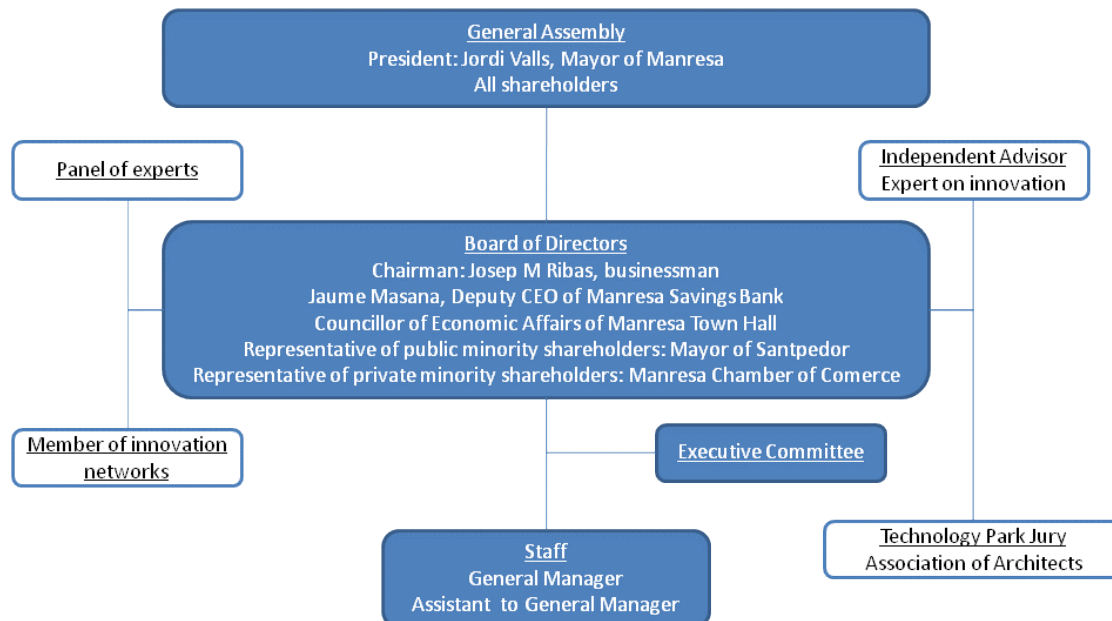 General Assembly
President: Jordi Valls, Mayor of Manresa
All shareholders
Panel of experts
Independent Advisor
Expert on innovation
Board of Directors
Chairman: Josep M Ribas, businessman
Jaume Masana, Deputy CEO of Manresa Savings Bank
Councillor of Economic Affairs of Manresa Town Hall
Representative of public minority shareholders: Mayor of Santpedor
Representative of private minority shareholders: Manresa Chamber of Comerce
Member of innovation
networks
Executive Committee
Staff
General Manager
Assistant to General Manager
Technology Park Jury
Association of Architects